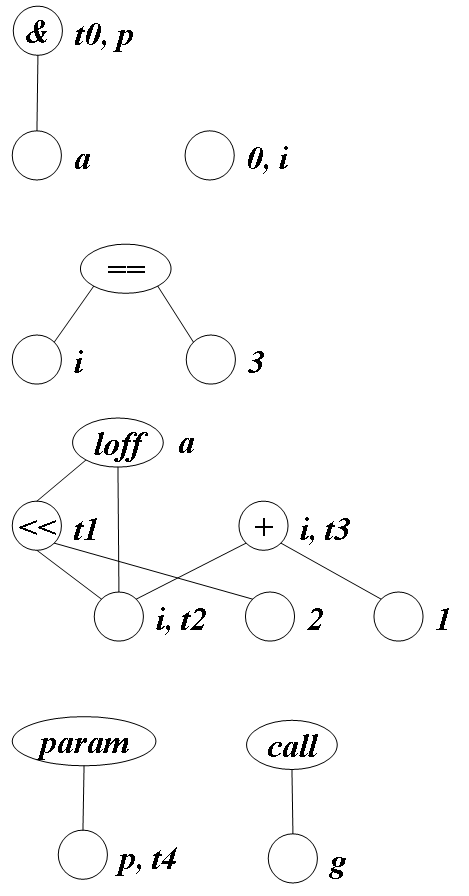 & t0, p
a 0, i
==
i 3
loff a
<< t1 + i, t3
i, t2 2 1
param call
p, t4 g